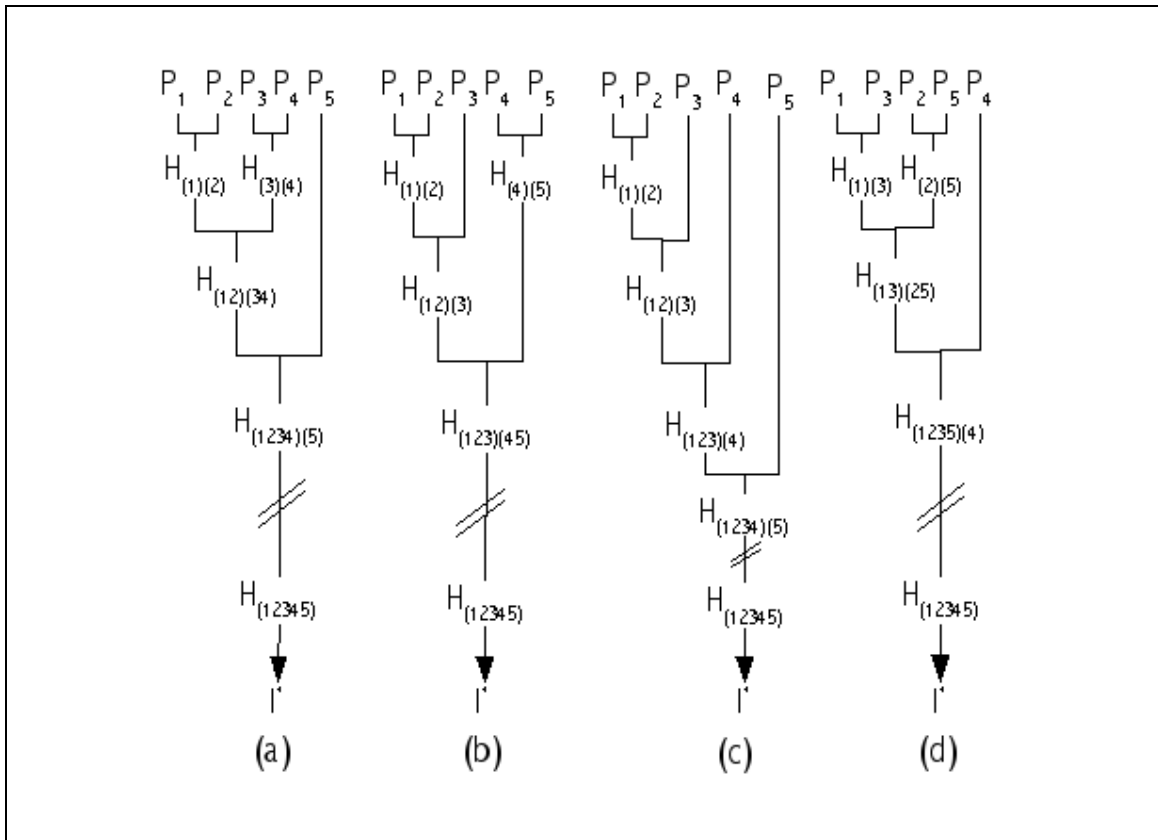 P₁ P₂ P₃ P₄ P₅
H₍₁₎₍₂₎ H₍₃₎₍₄₎
H₍₁₂₎₍₃₄₎
H₍₁₂₃₄₎₍₅₎
H₍₁₂₃₄₅₎
I'
(a)
P₁ P₂ P₃ P₄ P₅
H₍₁₎₍₂₎ H₍₄₎₍₅₎
H₍₁₂₎₍₃₎
H₍₁₂₃₎₍₄₅₎
H₍₁₂₃₄₅₎
I'
(b)
P₁ P₂ P₃ P₄ P₅
H₍₁₎₍₂₎
H₍₁₂₎₍₃₎
H₍₁₂₃₎₍₄₎
H₍₁₂₃₄₎₍₅₎
H₍₁₂₃₄₅₎
I'
(c)
P₁ P₃ P₂ P₅ P₄
H₍₁₎₍₃₎ H₍₂₎₍₅₎
H₍₁₃₎₍₂₅₎
H₍₁₂₃₅₎₍₄₎
H₍₁₂₃₄₅₎
I'
(d)